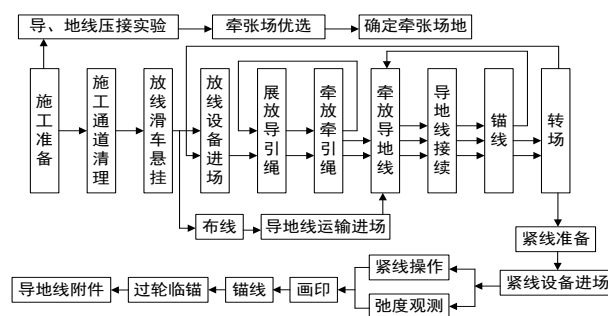 导、地线压接实验
牵张场优选
确定牵张场地
施工准备
施工通道清理
放线滑车悬挂
放线设备进场
展放导引绳
牵放牵引绳
牵放导地线
导地线接续
锚线
转场
布线
导地线运输进场
紧线准备
紧线设备进场
紧线操作
弛度观测
画印
锚线
过轮临锚
导地线附件